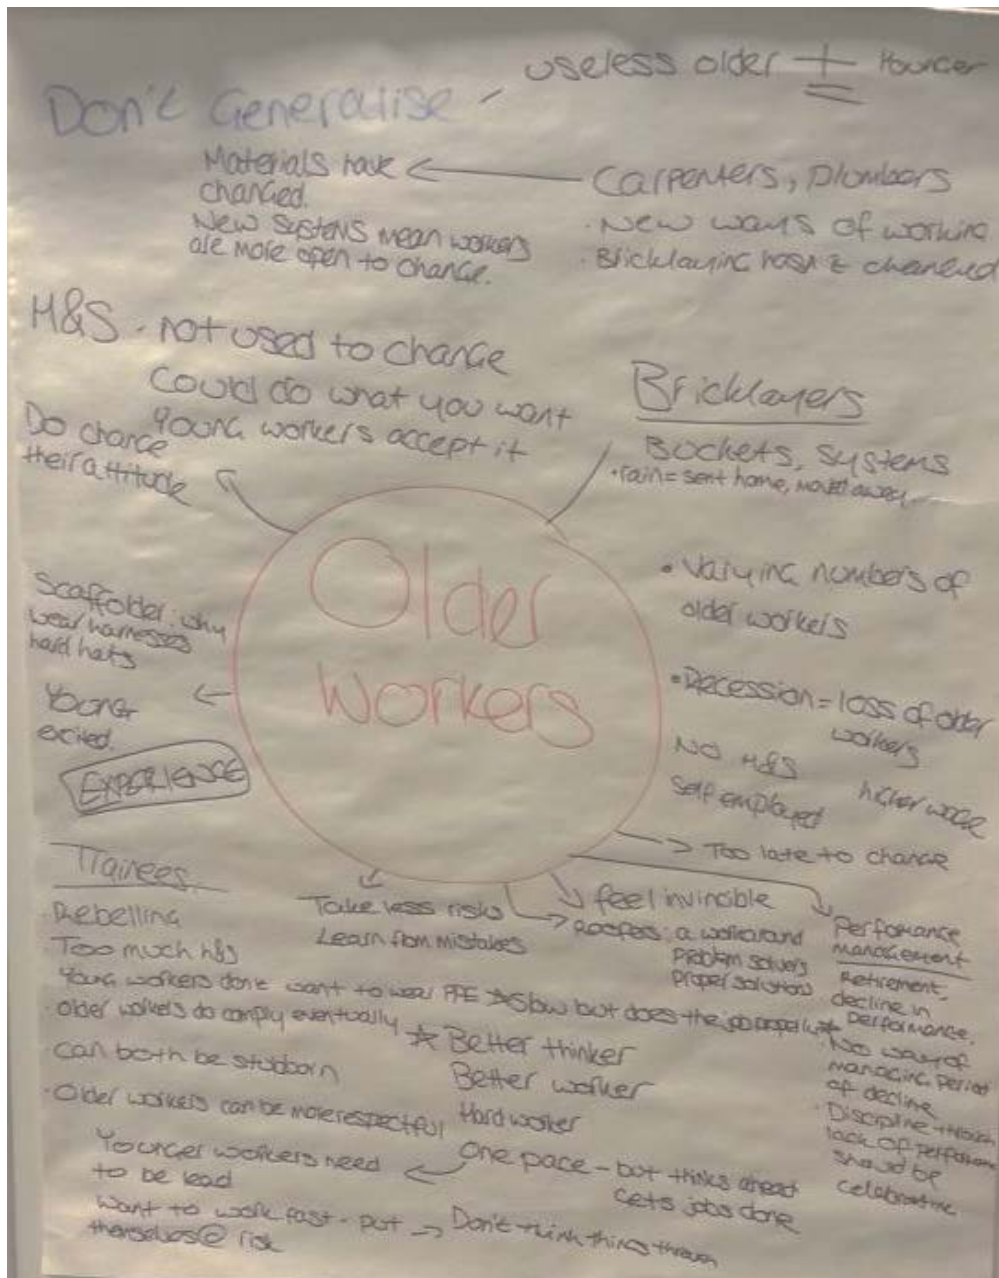 useless older + Younger
Don't Generalise
Materials have
changed.
New systems mean workers
are more open to change.
Carpenters, Plumbers
· New ways of working
· Bricklaying hasn't changed
H&S - not used to change
Could do what you want
Young workers accept it
Do change
their attitude
Bricklayers
Buckets, systems
• rain = sent home,
Older
Workers
Scaffolder: why
wear harnesses
hard hats
Younger
excited.
EXPERIENCE
• Varying numbers of
older workers
• Recession = loss of older
workers
No H&S
Self employed
higher wage
Too late to change
Trainees
Rebelling
Too much h&s
Young workers don't want to wear PPE
Older workers do comply eventually
can both be stubborn
· Older workers can be more respectful
Younger workers need
to be lead
Want to work fast - put
themselves @ risk
Take less risks
Learn from mistakes
feel invincible
Roofers: a workaround
Problem solvers
Proper solutions
Slow but does the job properly
Better thinker
Better worker
Hard worker
One pace - but thinks ahead
Gets jobs done
Don't think things through
Performance
management
Retirement,
decline in
performance.
No way of
managing period
of decline
· Discipline through
lack of performance
should be
celebrating